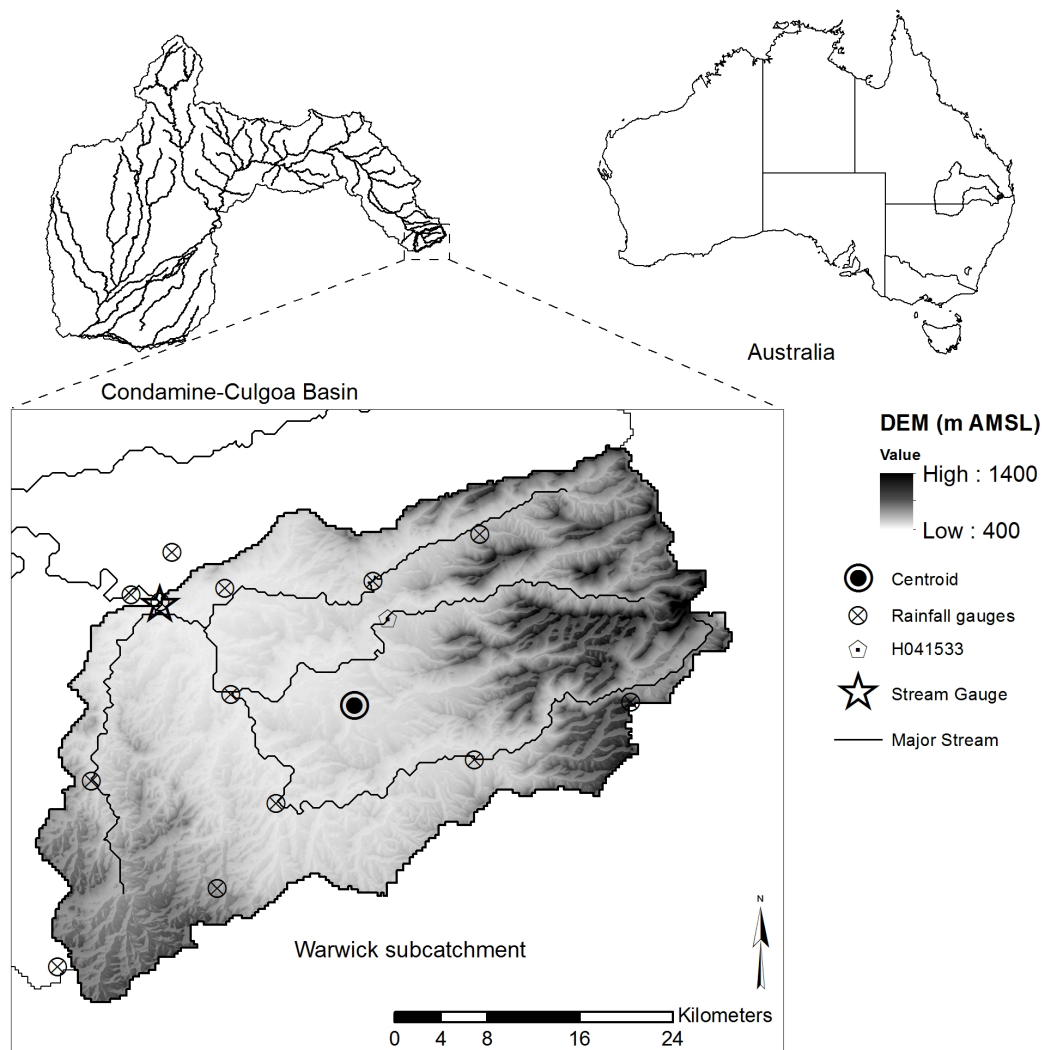 Australia
Condamine-Culgoa Basin
DEM (m AMSL)
Value
High : 1400
Low : 400
Centroid
Rainfall gauges
H041533
Stream Gauge
Major Stream
N
Warwick subcatchment
Kilometers
0 4 8 16 24